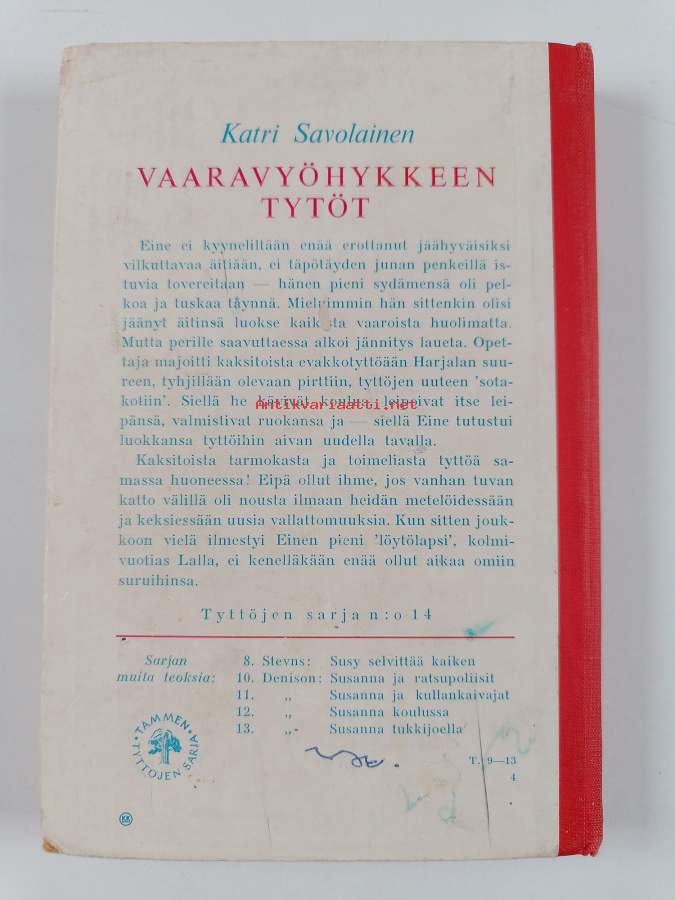 Katri Savolainen
VAARAVYÖHYKKEEN
TYTÖT
Eine ei kyyneliltään enää erottanut jäähyväisiksi
vilkuttavaa äitiään, ei täpötäyden junan penkeillä is-
tuvia tovereitaan — hänen pieni sydämensä oli pel-
koa ja tuskaa täynnä. Mieluimmin hän sittenkin olisi
jäänyt äitinsä luokse kaikista vaaroista huolimatta.
Mutta perille saavuttaessa alkoi jännitys laueta. Opet-
taja majoitti kaksitoista evakkotyttöään Harjalan suu-
reen, tyhjillään olevaan pirttiin, tyttöjen uuteen 'sota-
kotiin'. Siellä he kävivät koulua, leipoivat itse lei-
Antikvariaatti.net
pänsä, valmistivat ruokansa ja — siellä Eine tutustui
luokkansa tyttöihin aivan uudella tavalla.
Kaksitoista tarmokasta ja toimeliasta tyttöä sa-
massa huoneessa! Eipä ollut ihme, jos vanhan tuvan
katto välillä oli nousta ilmaan heidän metelöidessään
ja keksiessään uusia vallattomuuksia. Kun sitten jouk-
koon vielä ilmestyi Einen pieni 'löytölapsi', kolmi-
vuotias Lalla, ei kenelläkään enää ollut aikaa omiin
suruihinsa.
Tyttöjen sarja n:o 14
Sarjan 8. Stevns: Susy selvittää kaiken
muita teoksia: 10. Denison: Susanna ja ratsupoliisit
11. „ Susanna ja kullankaivajat
12. „ Susanna koulussa
13. „ Susanna tukkijoella
TAMMEN
TYTTÖJEN SARJA
T. 9—13
4
KK